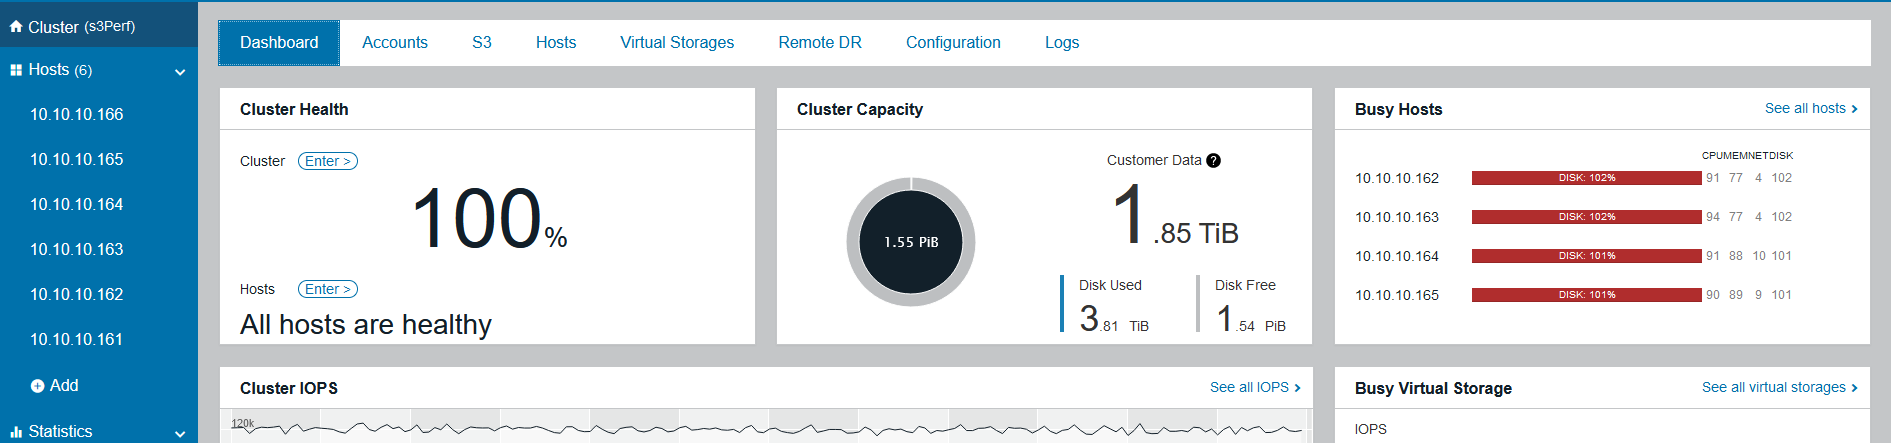 Cluster (s3Perf)
Hosts (6)
10.10.10.166
10.10.10.165
10.10.10.164
10.10.10.163
10.10.10.162
10.10.10.161
Add
Statistics
Dashboard Accounts S3 Hosts Virtual Storages Remote DR Configuration Logs
Cluster Health
Cluster Enter >
100%
Hosts Enter >
All hosts are healthy
Cluster Capacity
1.55 PiB
Customer Data ?
1.85 TiB
Disk Used
3.81 TiB
Disk Free
1.54 PiB
Busy Hosts See all hosts >
CPUMEMNETDISK
10.10.10.162 DISK: 102% 91 77 4 102
10.10.10.163 DISK: 102% 94 77 4 102
10.10.10.164 DISK: 101% 91 88 10 101
10.10.10.165 DISK: 101% 90 89 9 101
Cluster IOPS See all IOPS >
120k
Busy Virtual Storage See all virtual storages >
IOPS